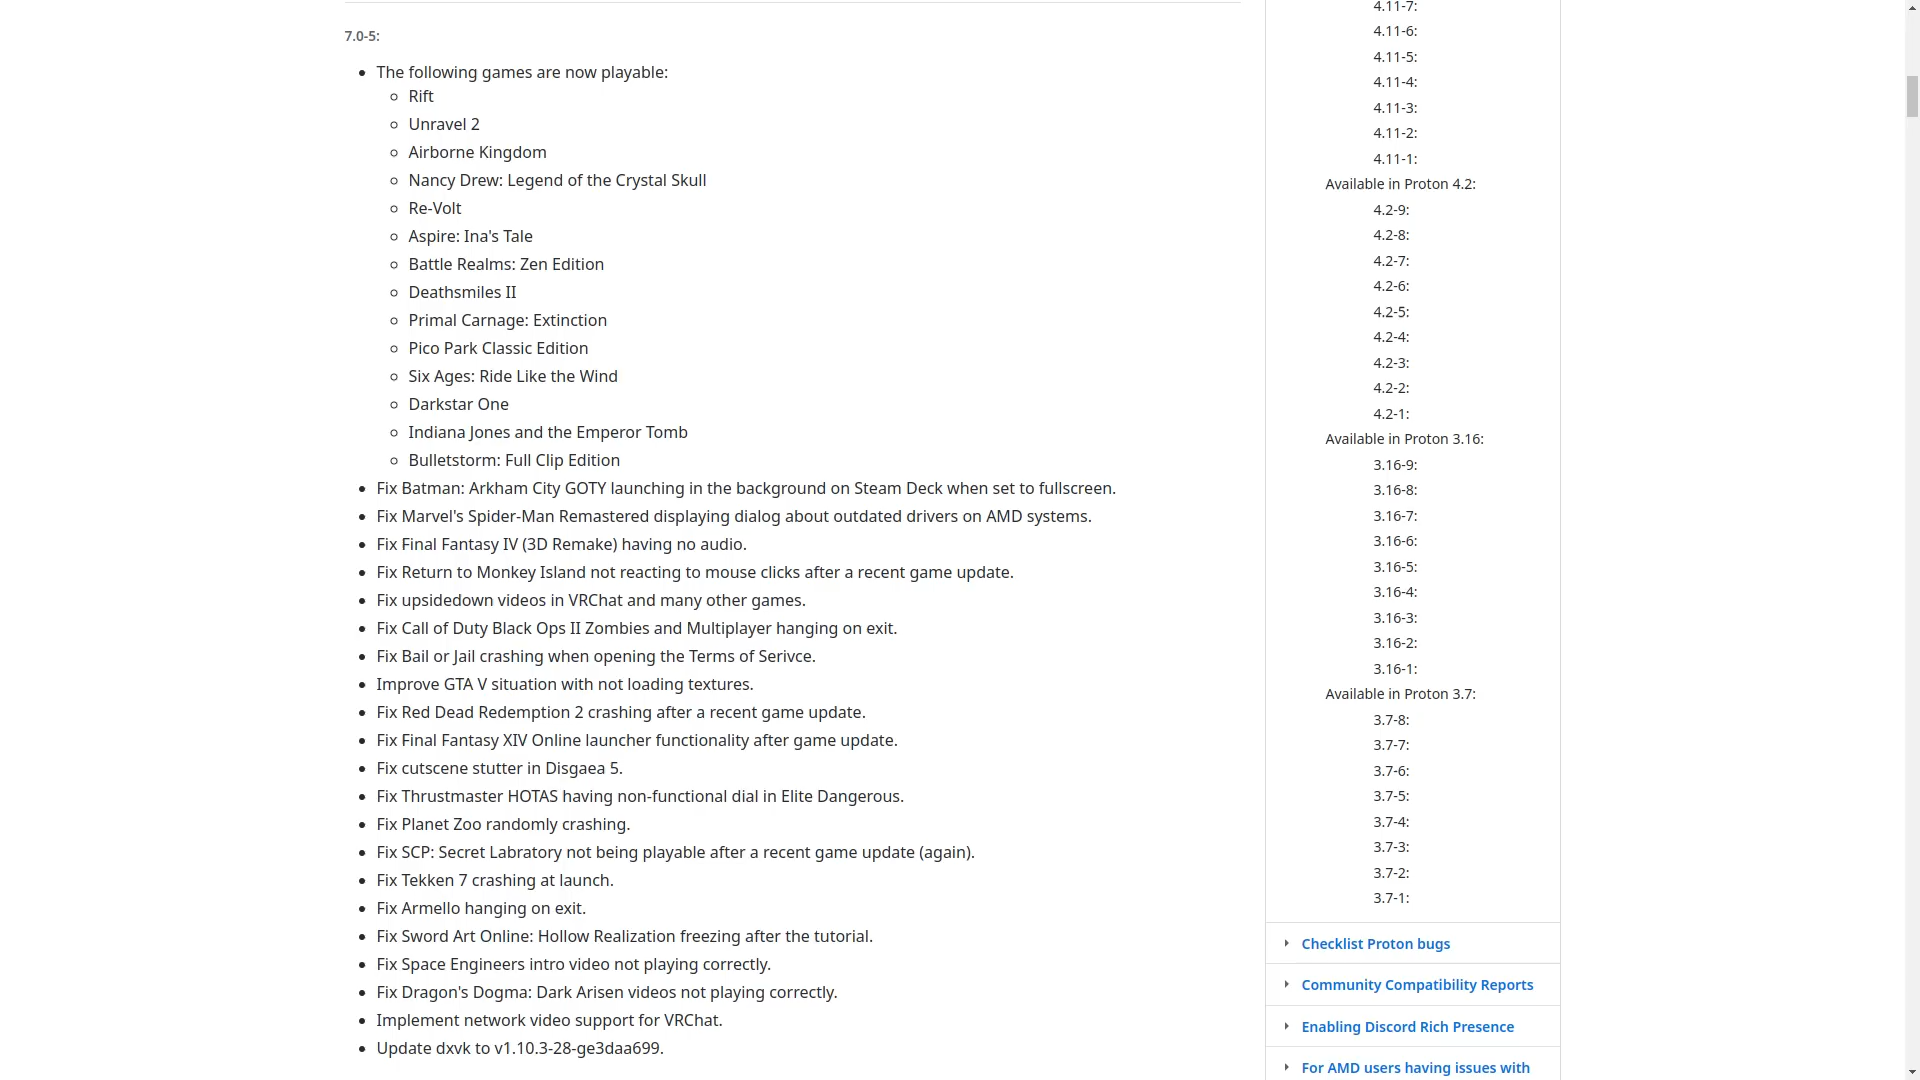 7.0-5:
The following games are now playable:
Rift
Unravel 2
Airborne Kingdom
Nancy Drew: Legend of the Crystal Skull
Re-Volt
Aspire: Ina's Tale
Battle Realms: Zen Edition
Deathsmiles II
Primal Carnage: Extinction
Pico Park Classic Edition
Six Ages: Ride Like the Wind
Darkstar One
Indiana Jones and the Emperor Tomb
Bulletstorm: Full Clip Edition
Fix Batman: Arkham City GOTY launching in the background on Steam Deck when set to fullscreen.
Fix Marvel's Spider-Man Remastered displaying dialog about outdated drivers on AMD systems.
Fix Final Fantasy IV (3D Remake) having no audio.
Fix Return to Monkey Island not reacting to mouse clicks after a recent game update.
Fix upsidedown videos in VRChat and many other games.
Fix Call of Duty Black Ops II Zombies and Multiplayer hanging on exit.
Fix Bail or Jail crashing when opening the Terms of Serivce.
Improve GTA V situation with not loading textures.
Fix Red Dead Redemption 2 crashing after a recent game update.
Fix Final Fantasy XIV Online launcher functionality after game update.
Fix cutscene stutter in Disgaea 5.
Fix Thrustmaster HOTAS having non-functional dial in Elite Dangerous.
Fix Planet Zoo randomly crashing.
Fix SCP: Secret Labratory not being playable after a recent game update (again).
Fix Tekken 7 crashing at launch.
Fix Armello hanging on exit.
Fix Sword Art Online: Hollow Realization freezing after the tutorial.
Fix Space Engineers intro video not playing correctly.
Fix Dragon's Dogma: Dark Arisen videos not playing correctly.
Implement network video support for VRChat.
Update dxvk to v1.10.3-28-ge3daa699.
4.11-7:
4.11-6:
4.11-5:
4.11-4:
4.11-3:
4.11-2:
4.11-1:
Available in Proton 4.2:
4.2-9:
4.2-8:
4.2-7:
4.2-6:
4.2-5:
4.2-4:
4.2-3:
4.2-2:
4.2-1:
Available in Proton 3.16:
3.16-9:
3.16-8:
3.16-7:
3.16-6:
3.16-5:
3.16-4:
3.16-3:
3.16-2:
3.16-1:
Available in Proton 3.7:
3.7-8:
3.7-7:
3.7-6:
3.7-5:
3.7-4:
3.7-3:
3.7-2:
3.7-1:
Checklist Proton bugs
Community Compatibility Reports
Enabling Discord Rich Presence
For AMD users having issues with